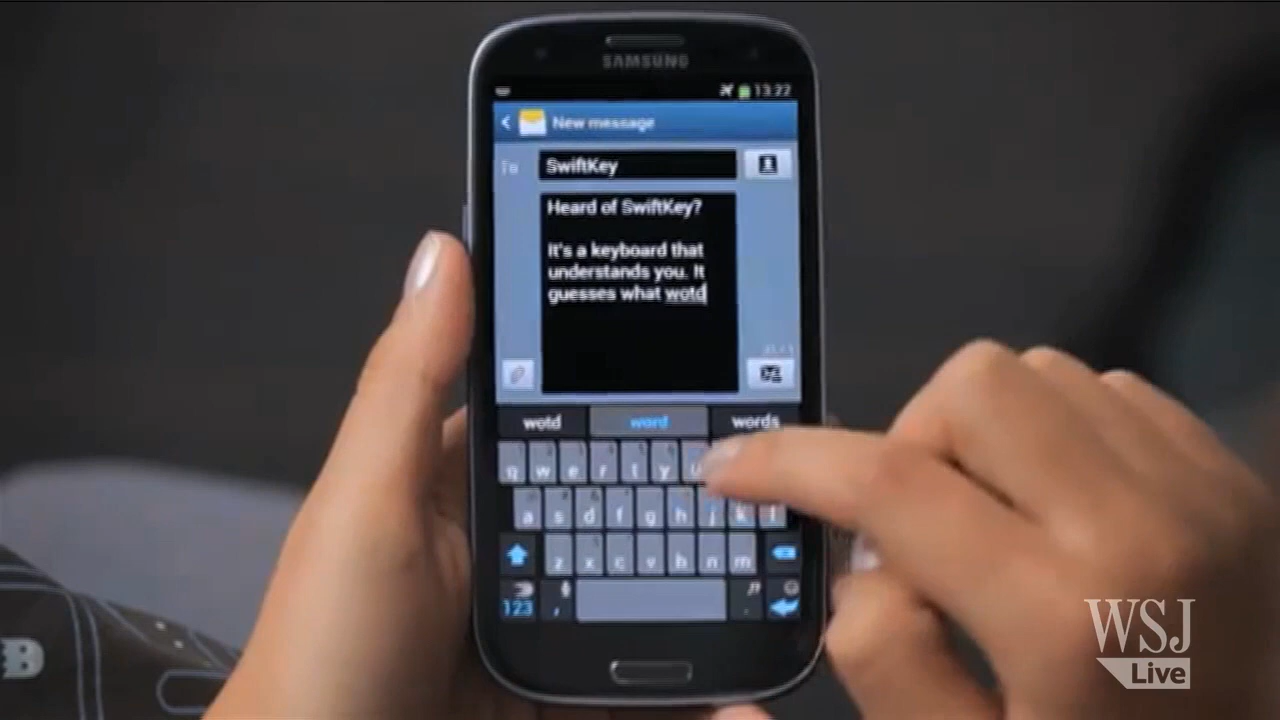 SAMSUNG
13:22
New message
To SwiftKey
Heard of SwiftKey?
It's a keyboard that
understands you. It
guesses what wotd
wotd word words
q w e r t y u
a s d f g h j k l
z x c v b n m
123 , .
WSJ
Live